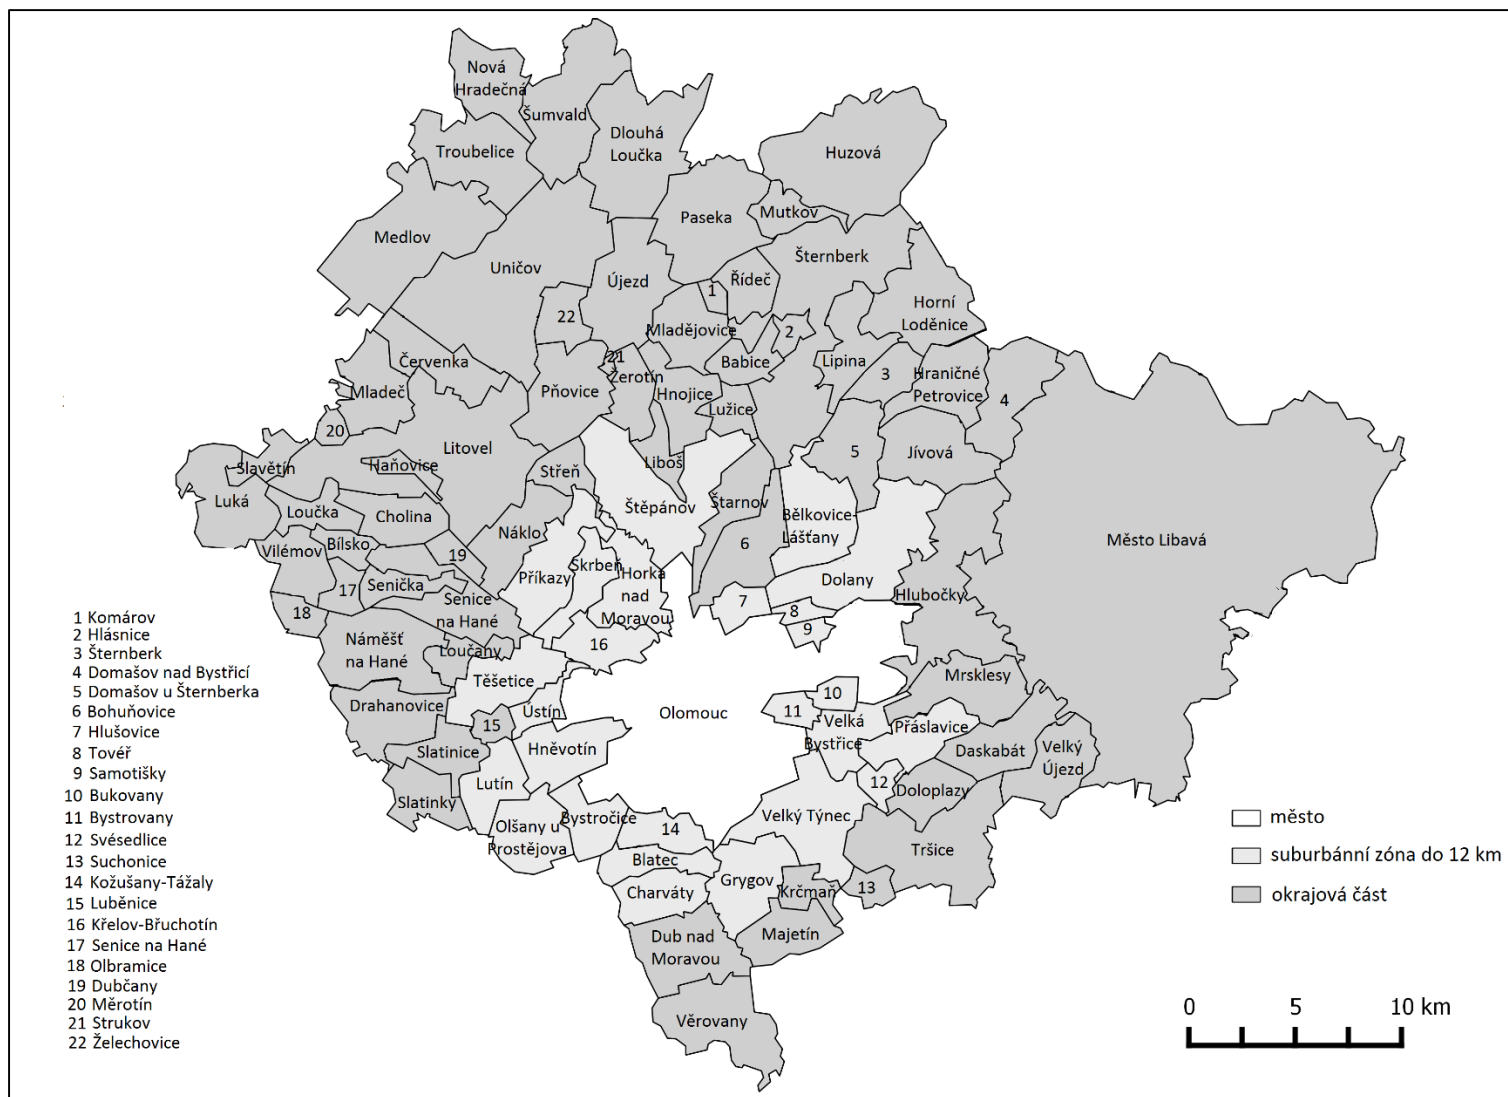 Nová
Hradečná
Šumvald
Dlouhá
Loučka
Troubelice
Huzová
Paseka
Mutkov
Medlov
Uničov
Šternberk
Újezd
Řídeč
1
Horní
Loděnice
22
Mladějovice
2
Červenka
21
Babice
Lipina
3
Hraničné
Petrovice
Mladeč
Pňovice
Žerotín
Hnojice
Lužice
4
20
Litovel
5
Jívová
Slavětín
Haňovice
Střeň
Liboš
Luká
Loučka
Cholina
Náklo
Štěpánov
Štarnov
Bělkovice-
Lášťany
Město Libavá
Vilémov
Bílsko
19
6
Příkazy
Skrbeň
Horka
nad
Moravou
Dolany
17
Senička
Senice
na Hané
7
8
9
Hlubočky
18
Náměšť
na Hané
Loučany
16
Těšetice
Mrsklesy
Drahanovice
Ústín
Olomouc
10
11
15
Velká
Bystřice
Přáslavice
Slatinice
Hněvotín
Daskabát
Velký
Újezd
Lutín
12
Slatinky
Doloplazy
Olšany u
Prostějova
Bystročice
14
Velký Týnec
Tršice
Blatec
Charváty
Grygov
Krčmaň
13
Dub nad
Moravou
Majetín
Věrovany
1 Komárov
2 Hlásnice
3 Šternberk
4 Domašov nad Bystřicí
5 Domašov u Šternberka
6 Bohuňovice
7 Hlušovice
8 Tovéř
9 Samotišky
10 Bukovany
11 Bystrovany
12 Svésedlice
13 Suchonice
14 Kožušany-Tážaly
15 Luběnice
16 Křelov-Břuchotín
17 Senice na Hané
18 Olbramice
19 Dubčany
20 Měrotín
21 Strukov
22 Želechovice
město
suburbánní zóna do 12 km
okrajová část
0 5 10 km